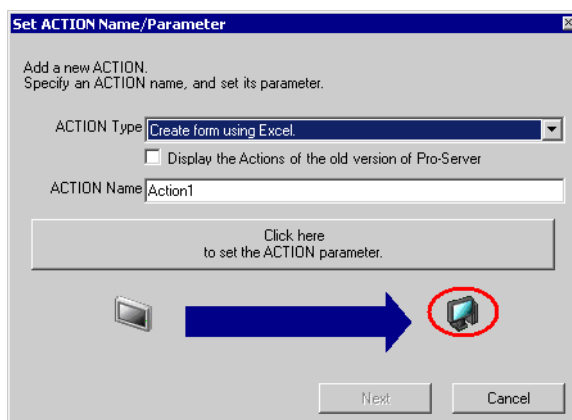 Set ACTION Name/Parameter
Add a new ACTION.
Specify an ACTION name, and set its parameter.
ACTION Type Create form using Excel.
Display the Actions of the old version of Pro-Server
ACTION Name Action1
Click here
to set the ACTION parameter.
Next Cancel